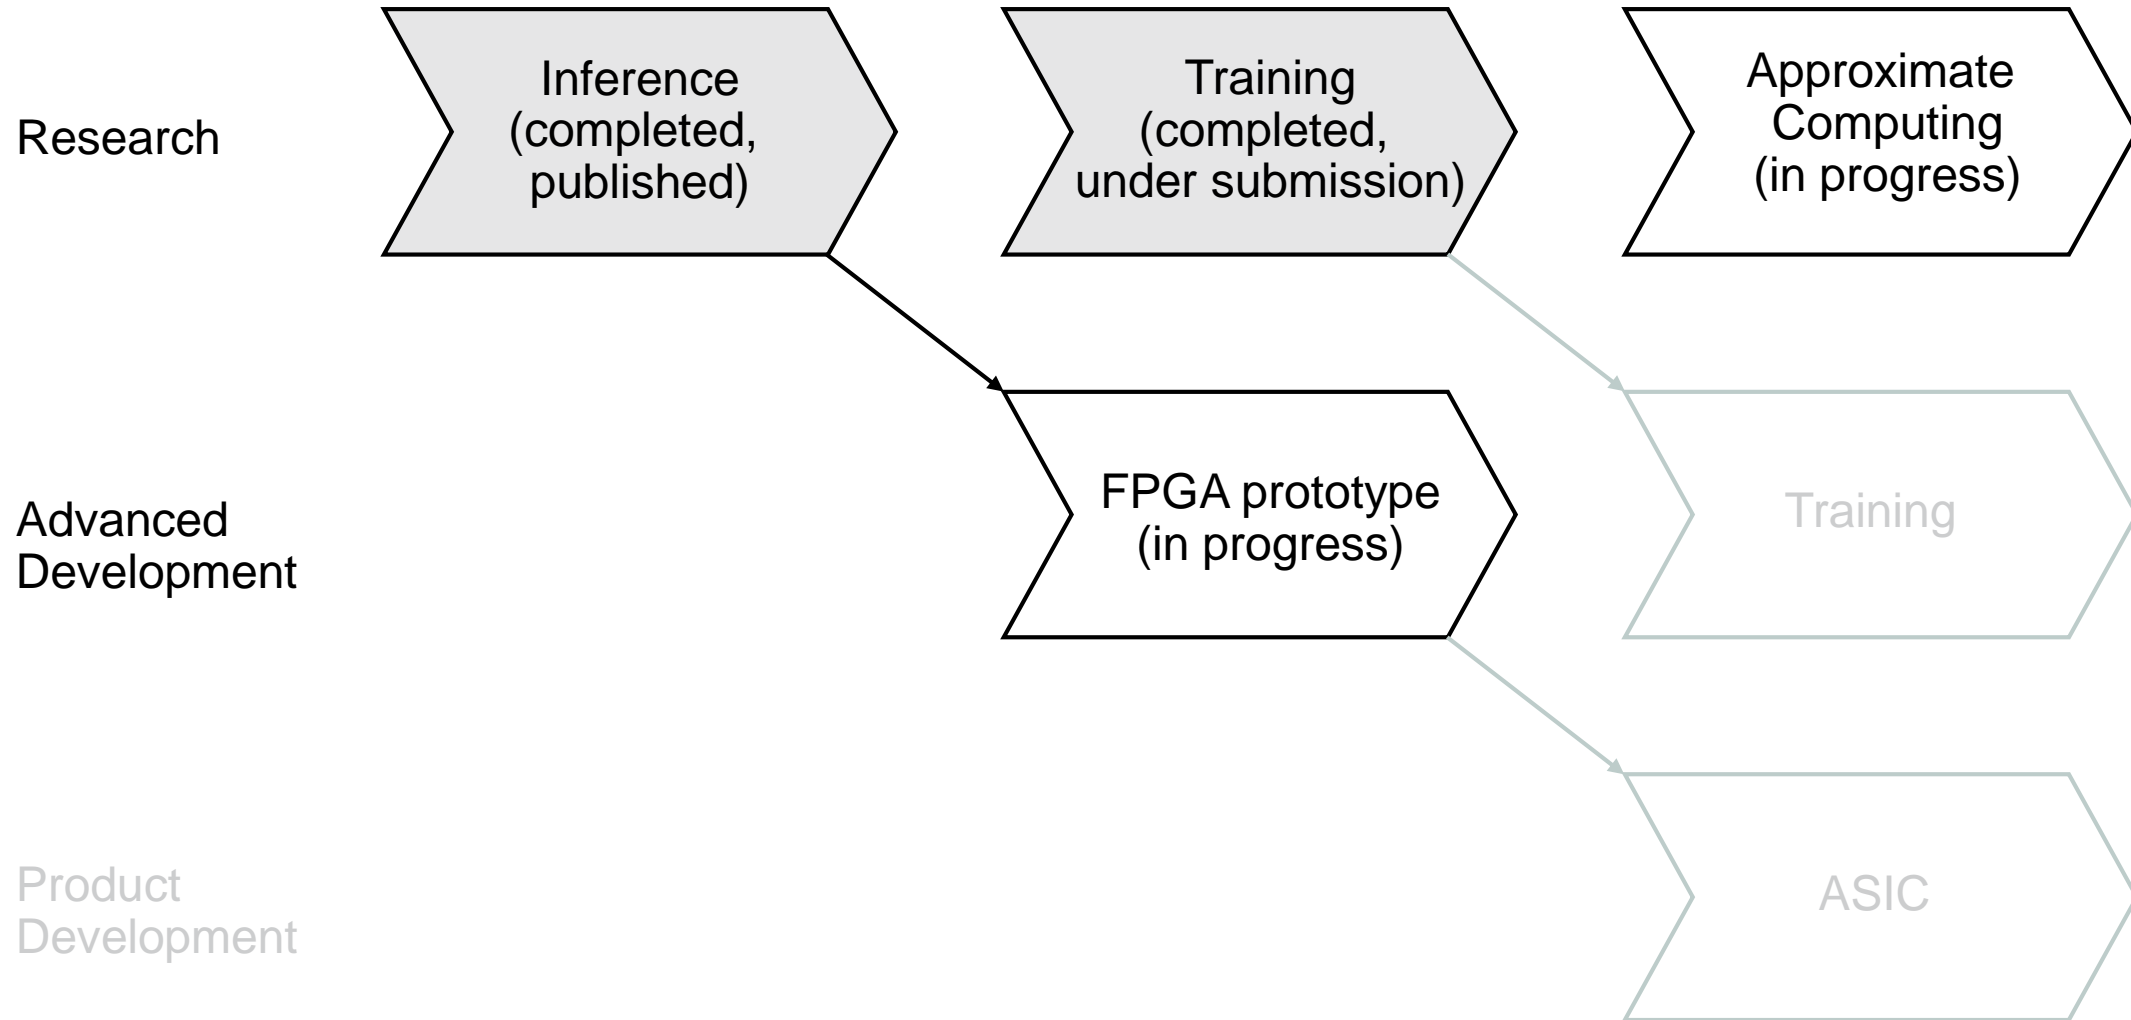 Research
Inference
(completed,
published)
Training
(completed,
under submission)
Approximate
Computing
(in progress)
Advanced
Development
FPGA prototype
(in progress)
Training
Product
Development
ASIC